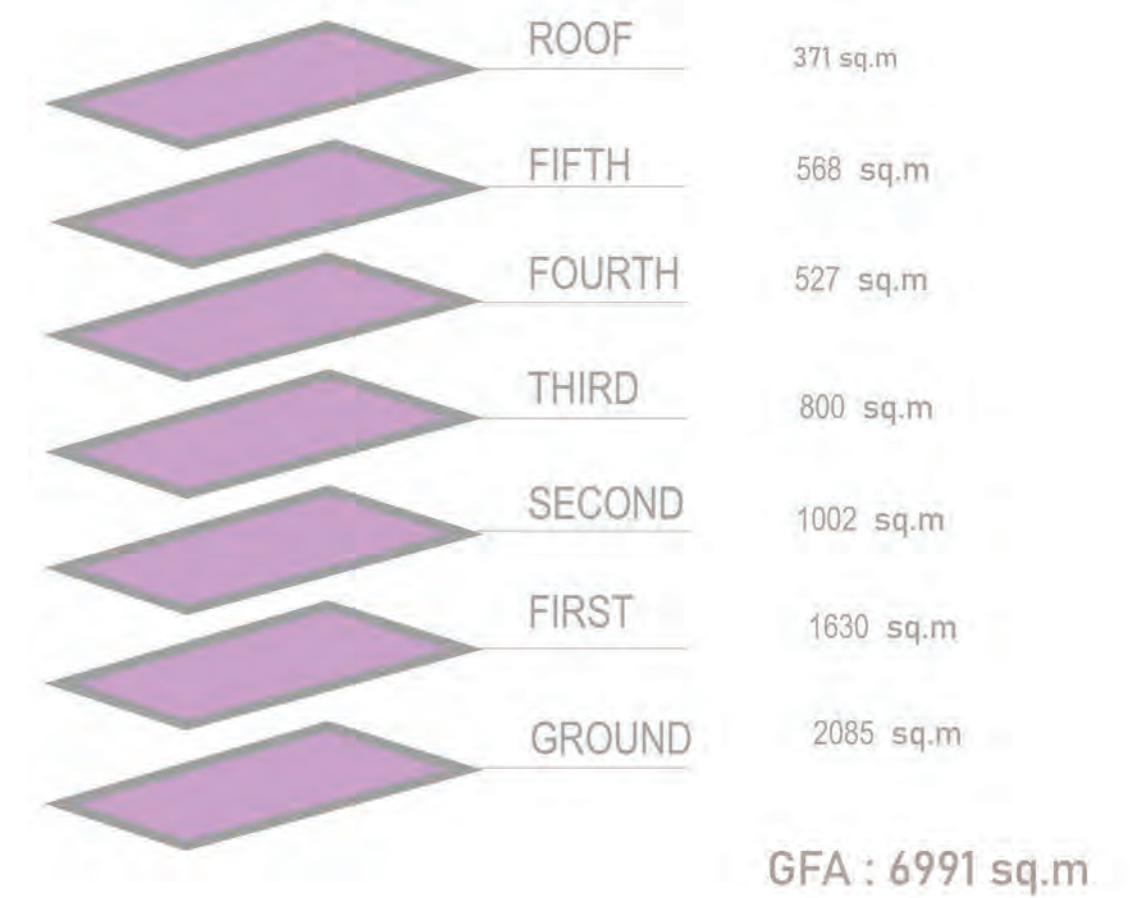 ROOF 371 sq.m
FIFTH 568 sq.m
FOURTH 527 sq.m
THIRD 800 sq.m
SECOND 1002 sq.m
FIRST 1630 sq.m
GROUND 2085 sq.m
GFA : 6991 sq.m